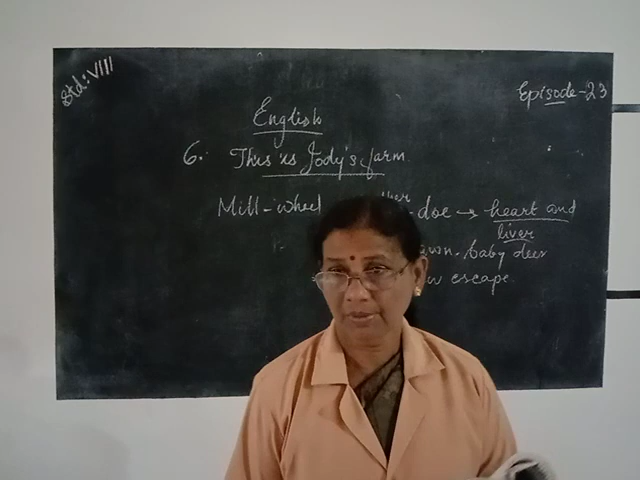 Std: VIII
Episode-23
English
6. This is Jody's farm
Mill-wheel
doe → heart and
liver
baby deer
escape